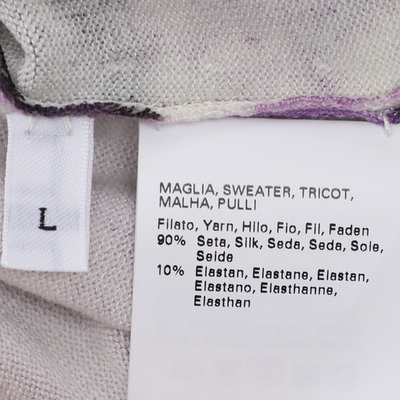 L
MAGLIA, SWEATER, TRICOT,
MALHA, PULLI
Filato, Yarn, Hilo, Fio, Fil, Faden
90% Seta, Silk, Seda, Seda, Soie,
Seide
10% Elastan, Elastane, Elastan,
Elastano, Elasthanne,
Elasthan